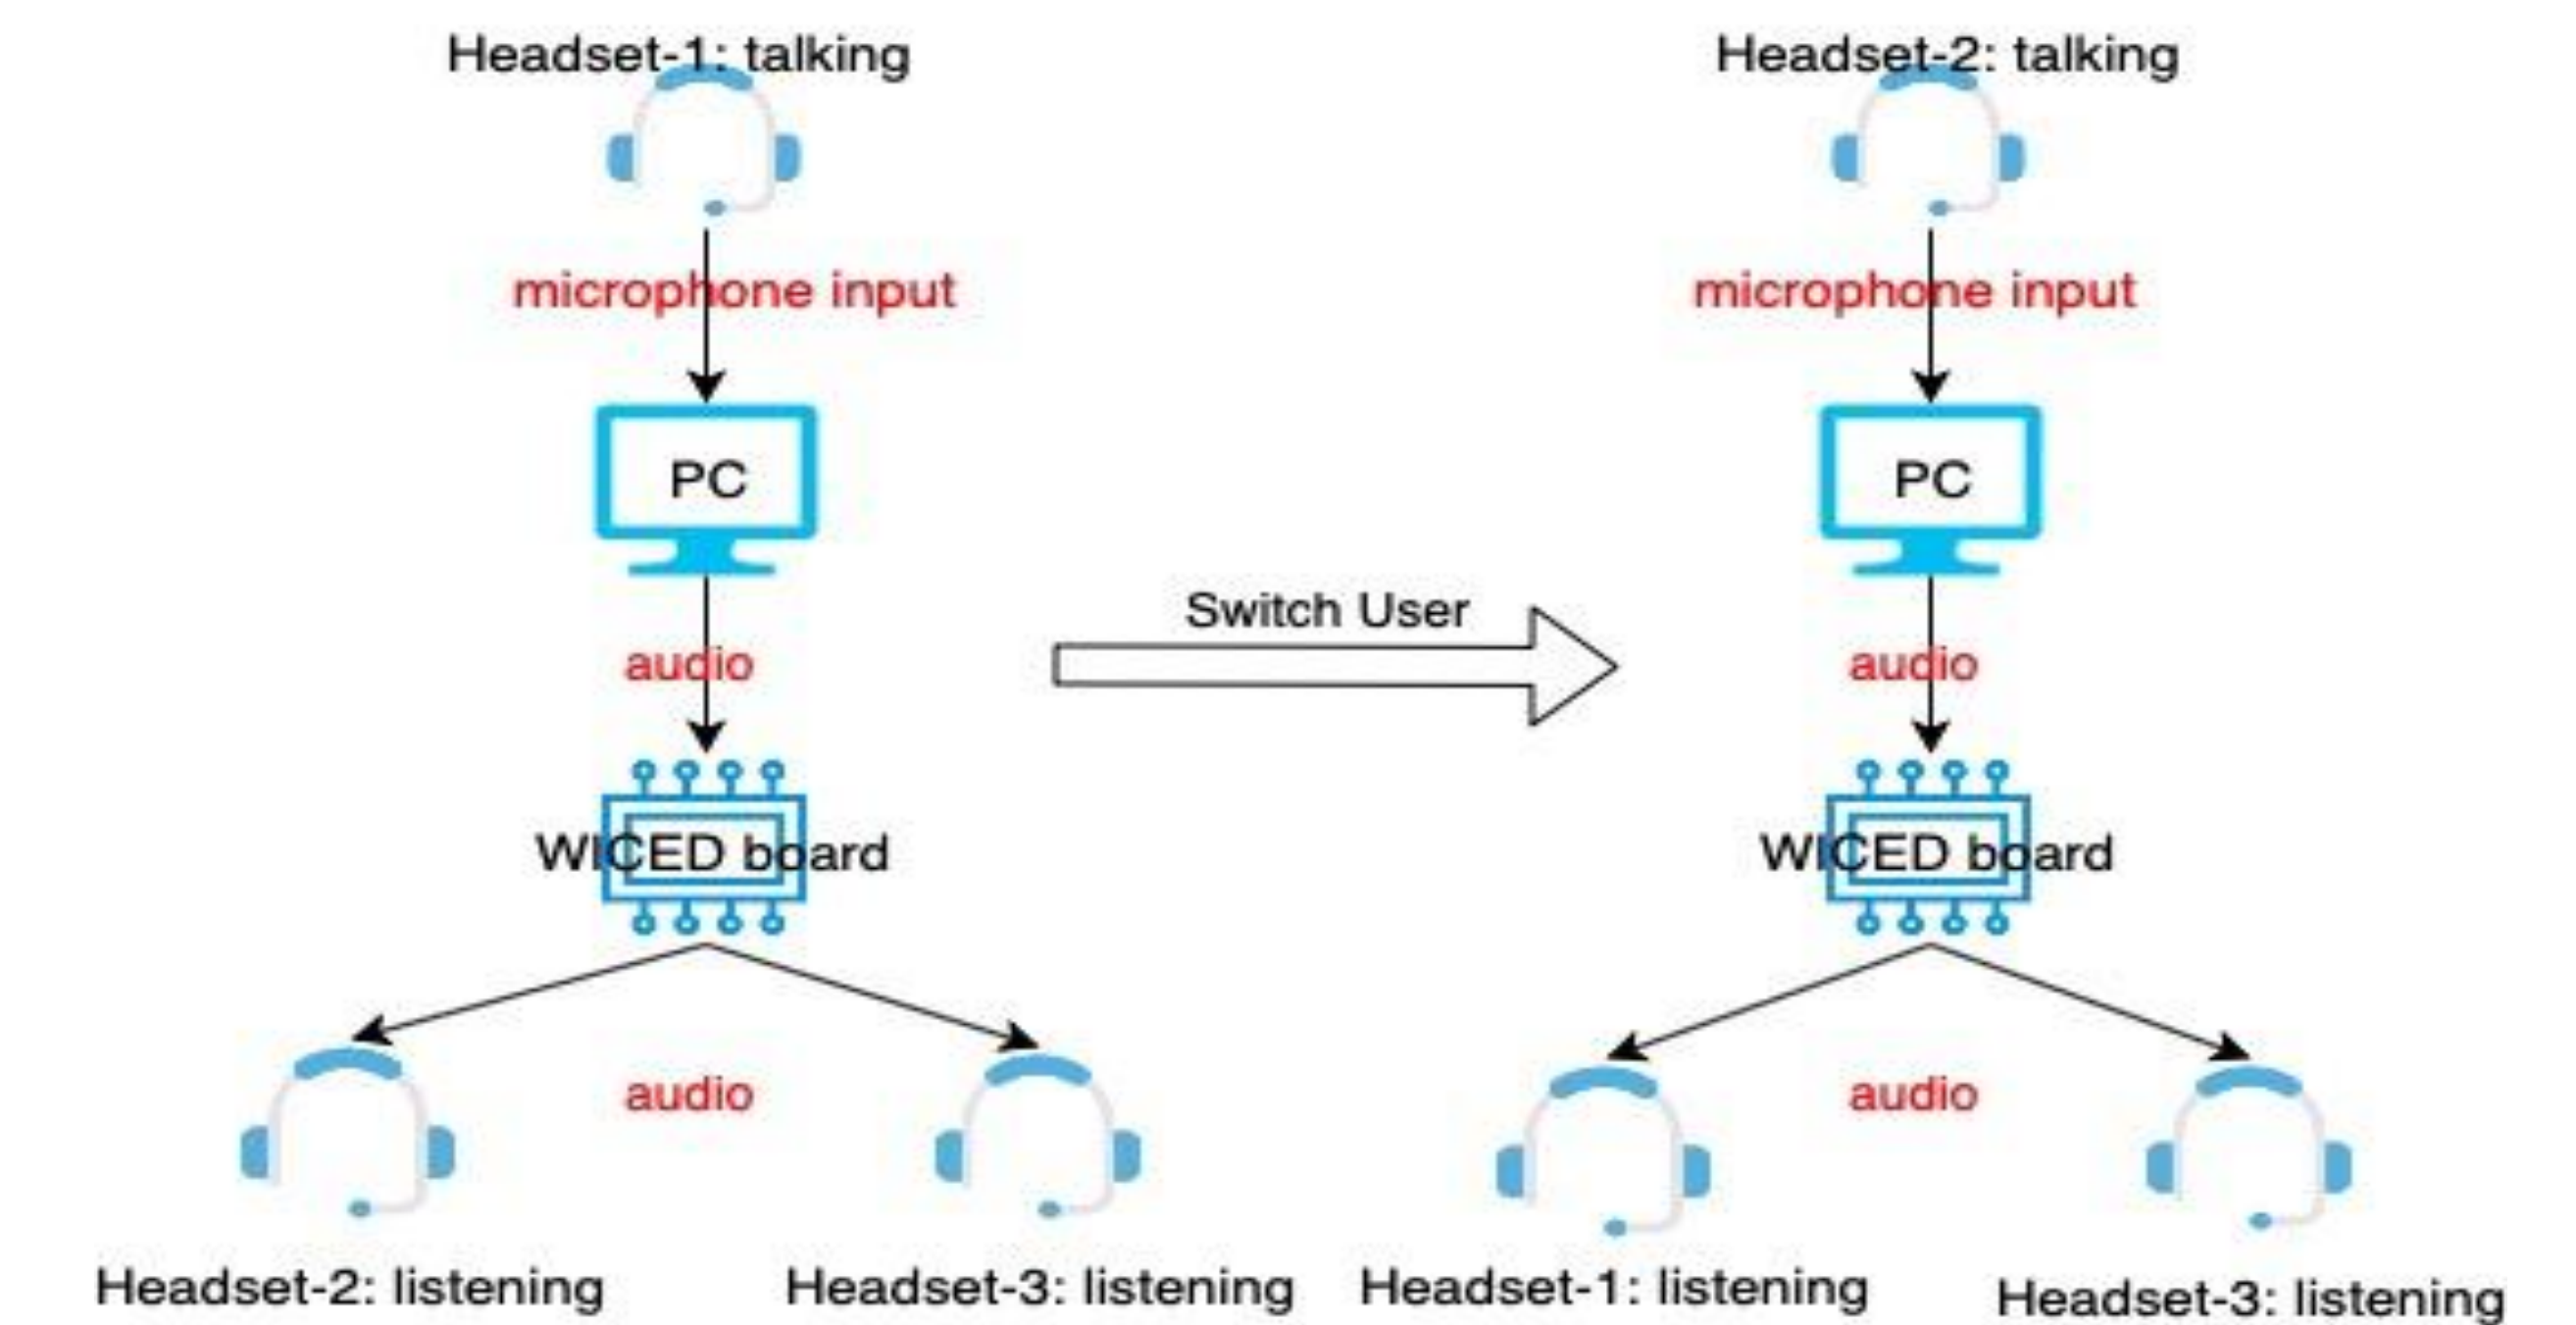 Headset-1: talking
microphone input
PC
audio
WICED board
audio
Headset-2: listening
Headset-3: listening
Switch User
Headset-2: talking
microphone input
PC
audio
WICED board
audio
Headset-1: listening
Headset-3: listening